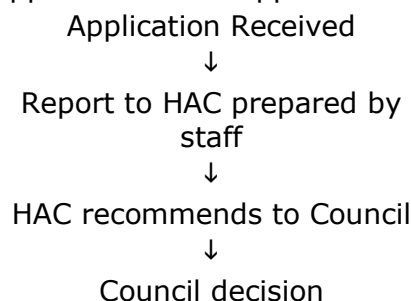 Application Received
↓
Report to HAC prepared by
staff
↓
HAC recommends to Council
↓
Council decision